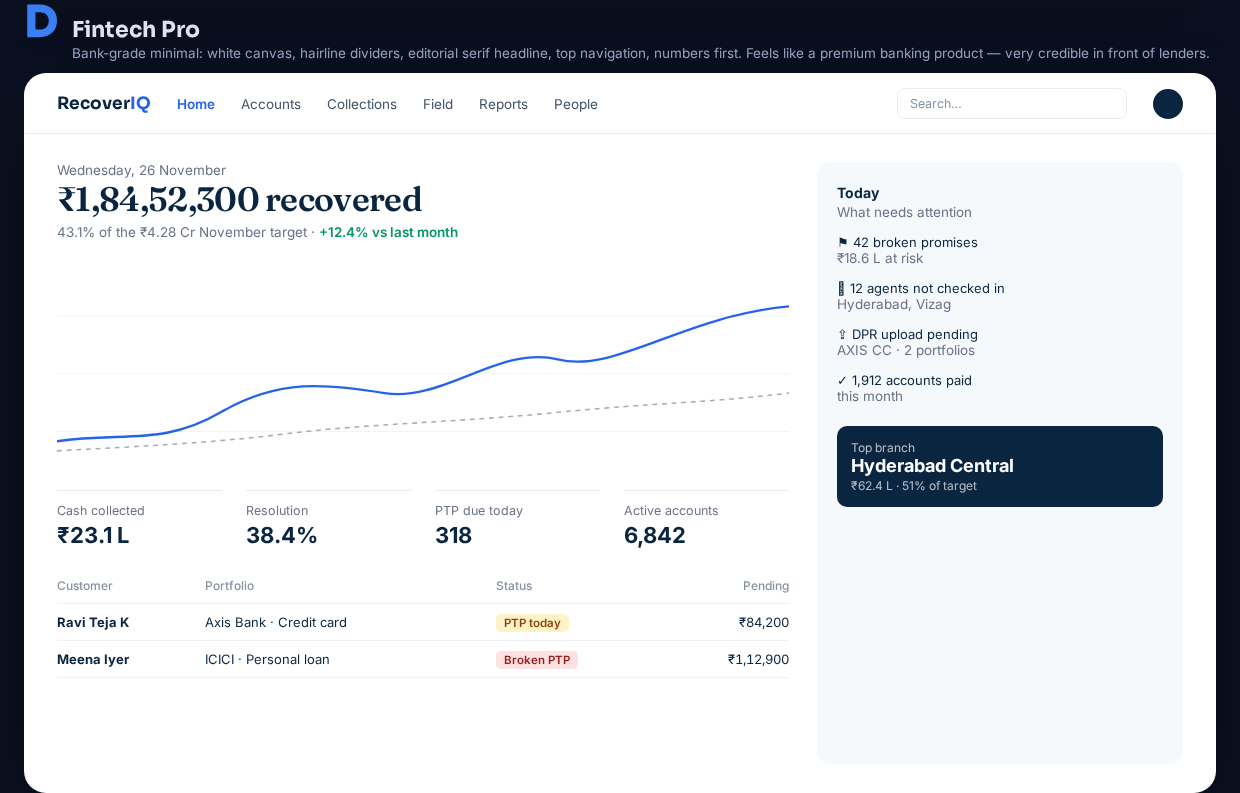 D
Fintech Pro
Bank-grade minimal: white canvas, hairline dividers, editorial serif headline, top navigation, numbers first. Feels like a premium banking product — very credible in front of lenders.
RecoverIQ Home Accounts Collections Field Reports People Search…
Wednesday, 26 November
₹1,84,52,300 recovered
43.1% of the ₹4.28 Cr November target · +12.4% vs last month
Cash collected Resolution PTP due today Active accounts
₹23.1 L 38.4% 318 6,842
Customer Portfolio Status Pending
Ravi Teja K Axis Bank · Credit card PTP today ₹84,200
Meena Iyer ICICI · Personal loan Broken PTP ₹1,12,900
Today
What needs attention
⚑ 42 broken promises
₹18.6 L at risk
12 agents not checked in
Hyderabad, Vizag
⇪ DPR upload pending
AXIS CC · 2 portfolios
✓ 1,912 accounts paid
this month
Top branch
Hyderabad Central
₹62.4 L · 51% of target